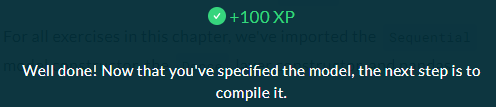 +100 XP
For all exercises in this chapter, we've imported the Sequential
Well done! Now that you've specified the model, the next step is to
compile it.